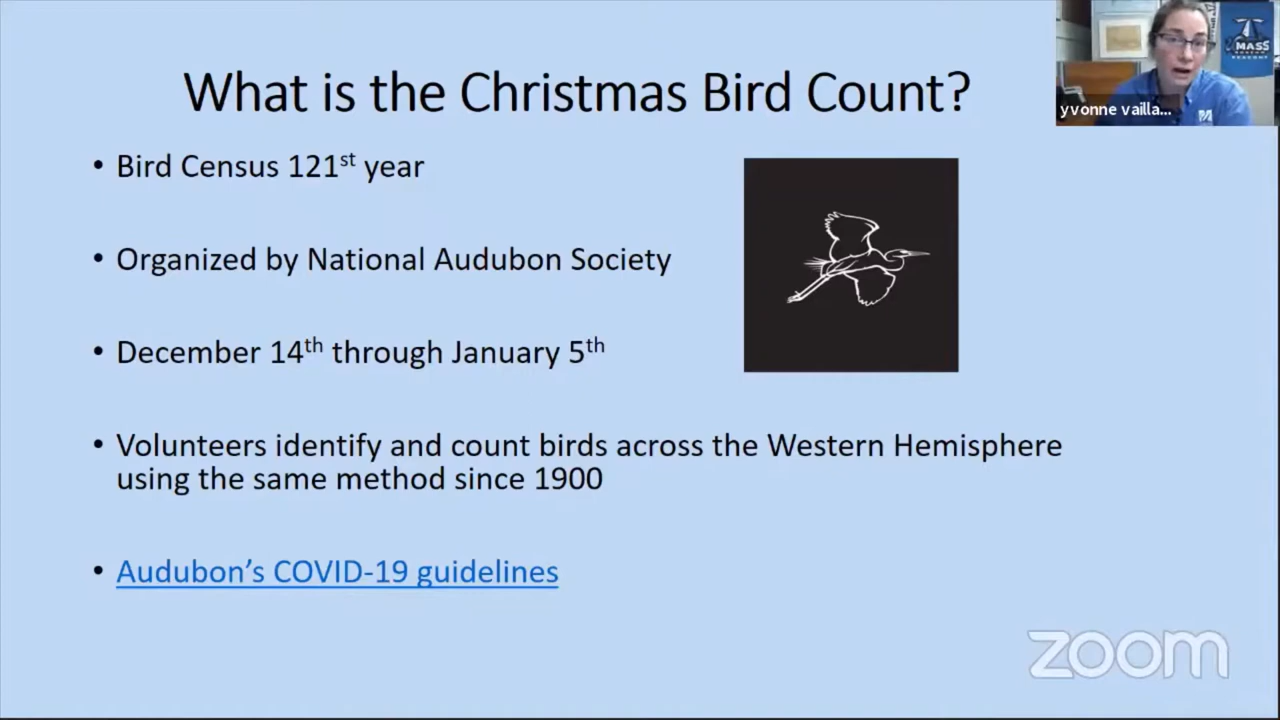 What is the Christmas Bird Count?
MASS
yvonne vailla...
• Bird Census 121st year
• Organized by National Audubon Society
• December 14th through January 5th
• Volunteers identify and count birds across the Western Hemisphere
using the same method since 1900
• Audubon's COVID-19 guidelines
zoom